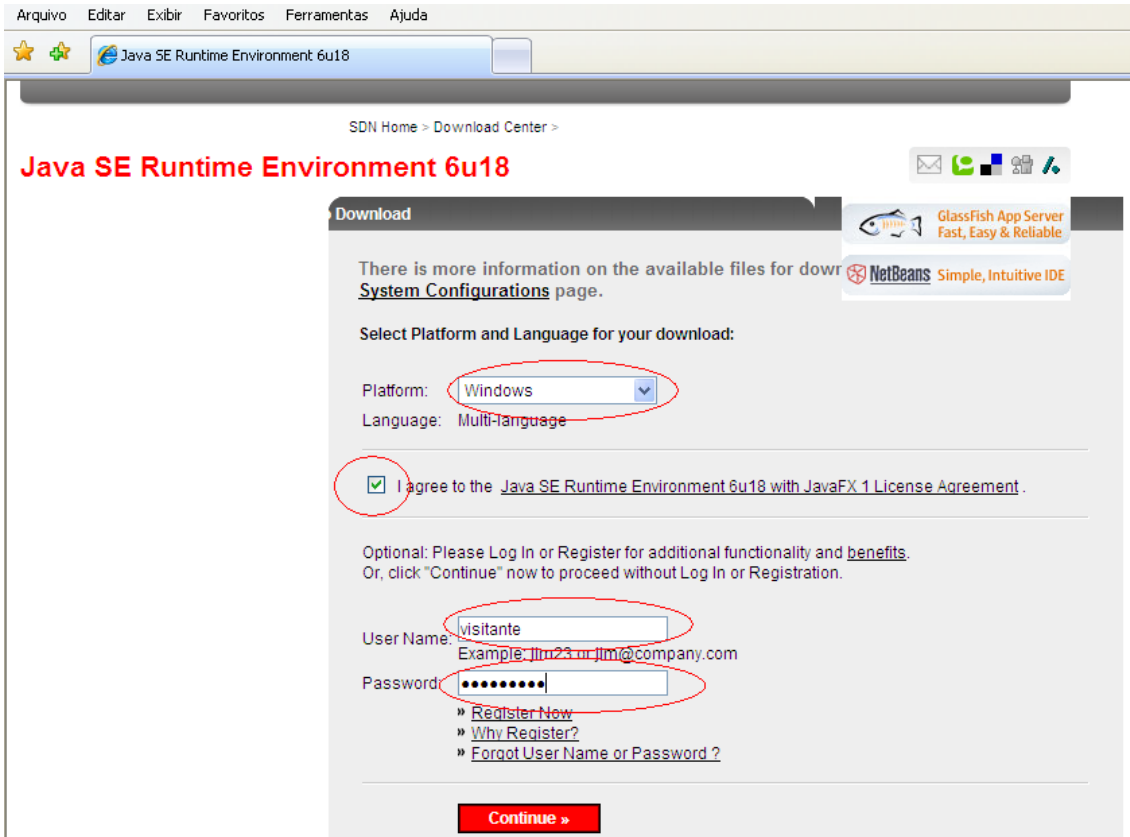 Arquivo Editar Exibir Favoritos Ferramentas Ajuda
Java SE Runtime Environment 6u18
SDN Home > Download Center >
Java SE Runtime Environment 6u18
Download
GlassFish App Server
Fast, Easy & Reliable
There is more information on the available files for
System Configurations page.
NetBeans Simple, Intuitive IDE
Select Platform and Language for your download:
Platform: Windows
Language: Multi-language
I agree to the Java SE Runtime Environment 6u18 with JavaFX 1 License Agreement .
Optional: Please Log In or Register for additional functionality and benefits.
Or, click "Continue" now to proceed without Log In or Registration.
User Name: visitante
Example: jim23 or jim@company.com
Password: •••••••••
» Register Now
» Why Register?
» Forgot User Name or Password ?
Continue »